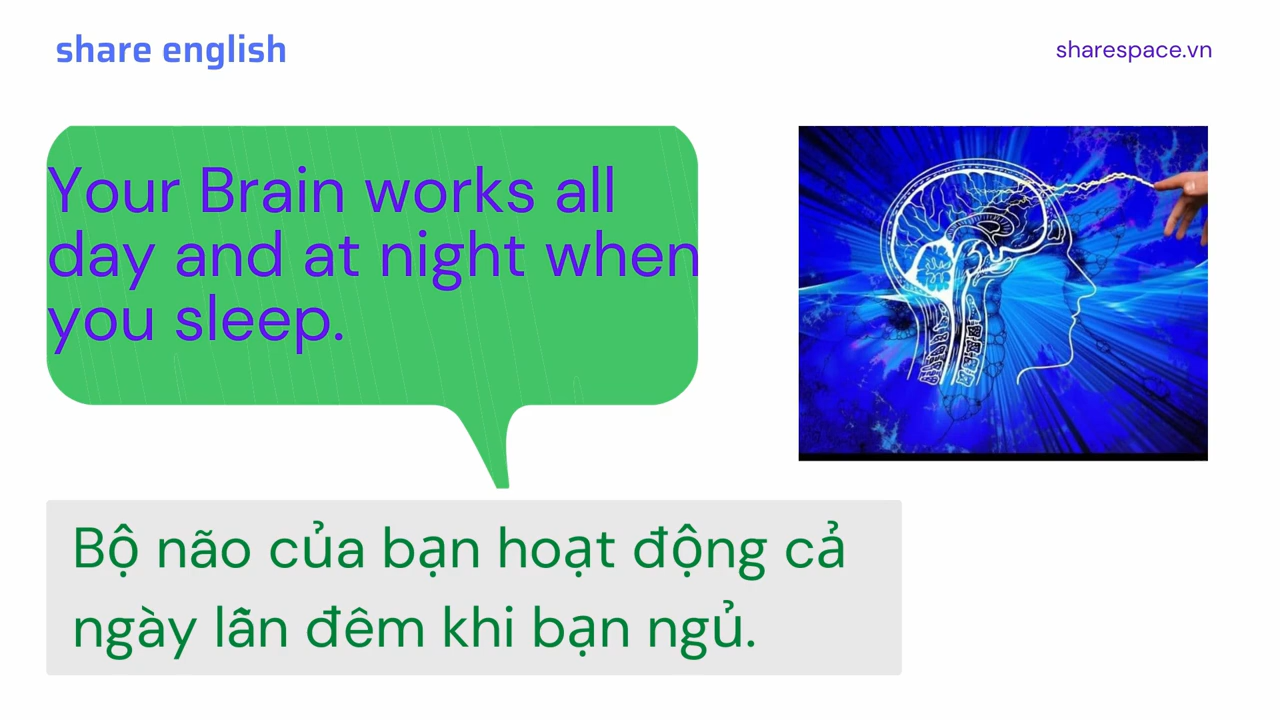 share english
sharespace.vn
Your Brain works all
day and at night when
you sleep.
Bộ não của bạn hoạt động cả
ngày lẫn đêm khi bạn ngủ.